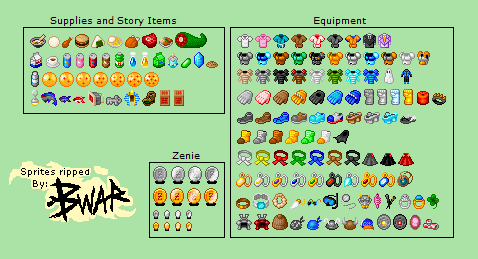 Supplies and Story Items
Equipment
Zenie
Sprites ripped
By:
BWAR